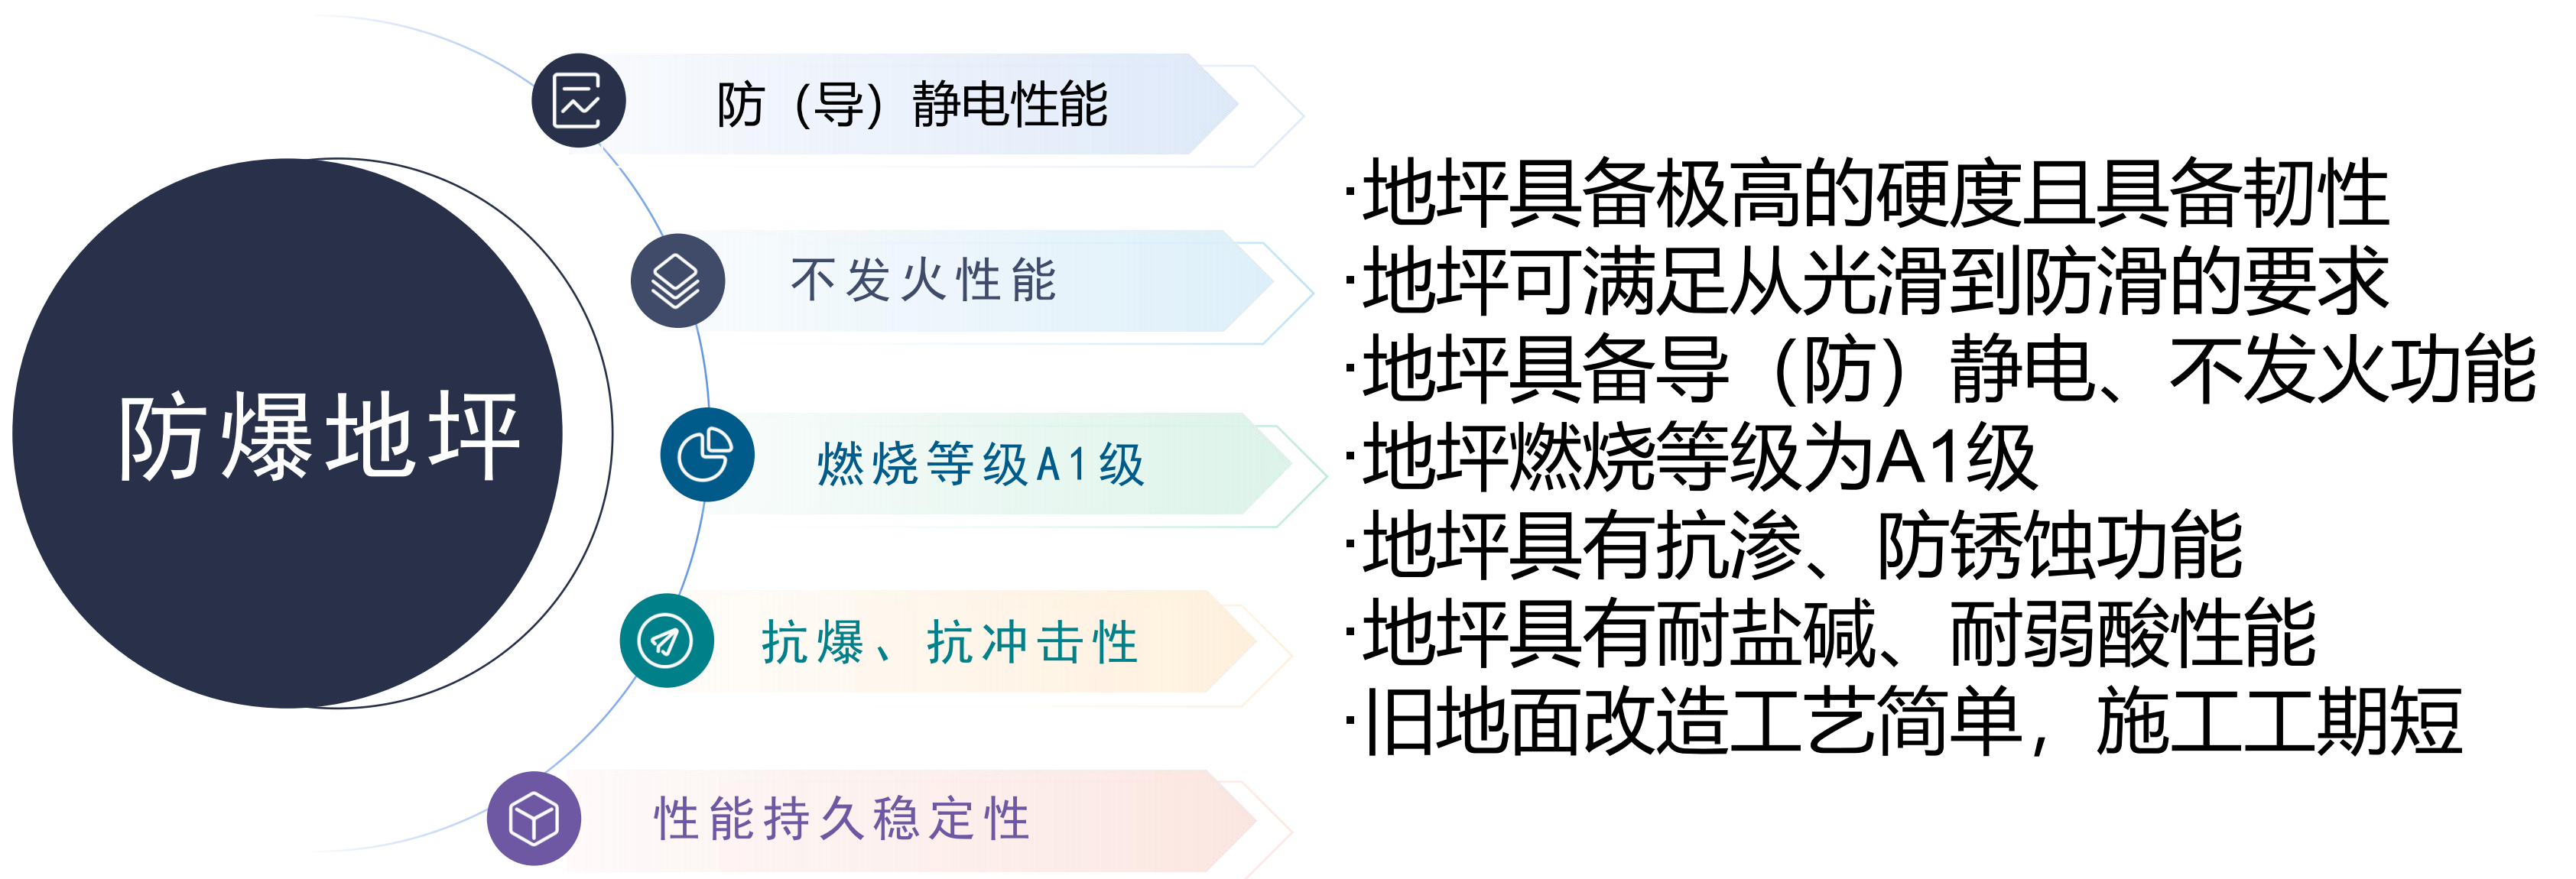 防爆地坪
防（导）静电性能
不发火性能
燃烧等级A1级
抗爆、抗冲击性
性能持久稳定性
·地坪具备极高的硬度且具备韧性
·地坪可满足从光滑到防滑的要求
·地坪具备导（防）静电、不发火功能
·地坪燃烧等级为A1级
·地坪具有抗渗、防锈蚀功能
·地坪具有耐盐碱、耐弱酸性能
·旧地面改造工艺简单，施工工期短